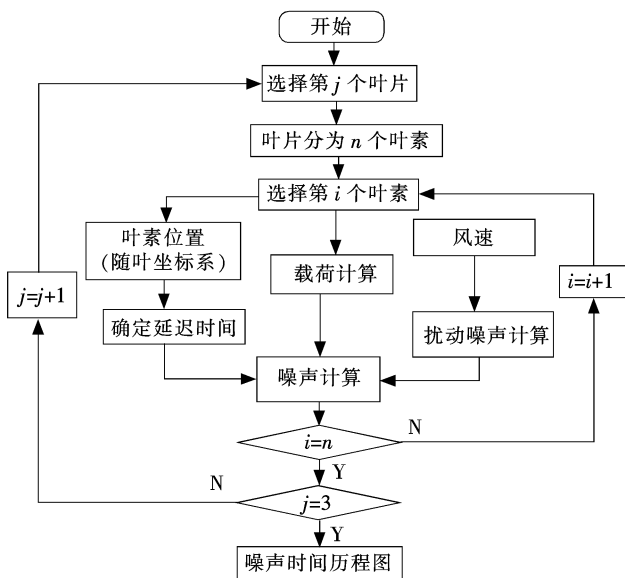 开始
选择第 j 个叶片
叶片分为 n 个叶素
选择第 i 个叶素
叶素位置
(随叶坐标系)
风速
载荷计算
j=j+1
i=i+1
确定延迟时间
扰动噪声计算
噪声计算
i=n
N
Y
N
j=3
Y
噪声时间历程图